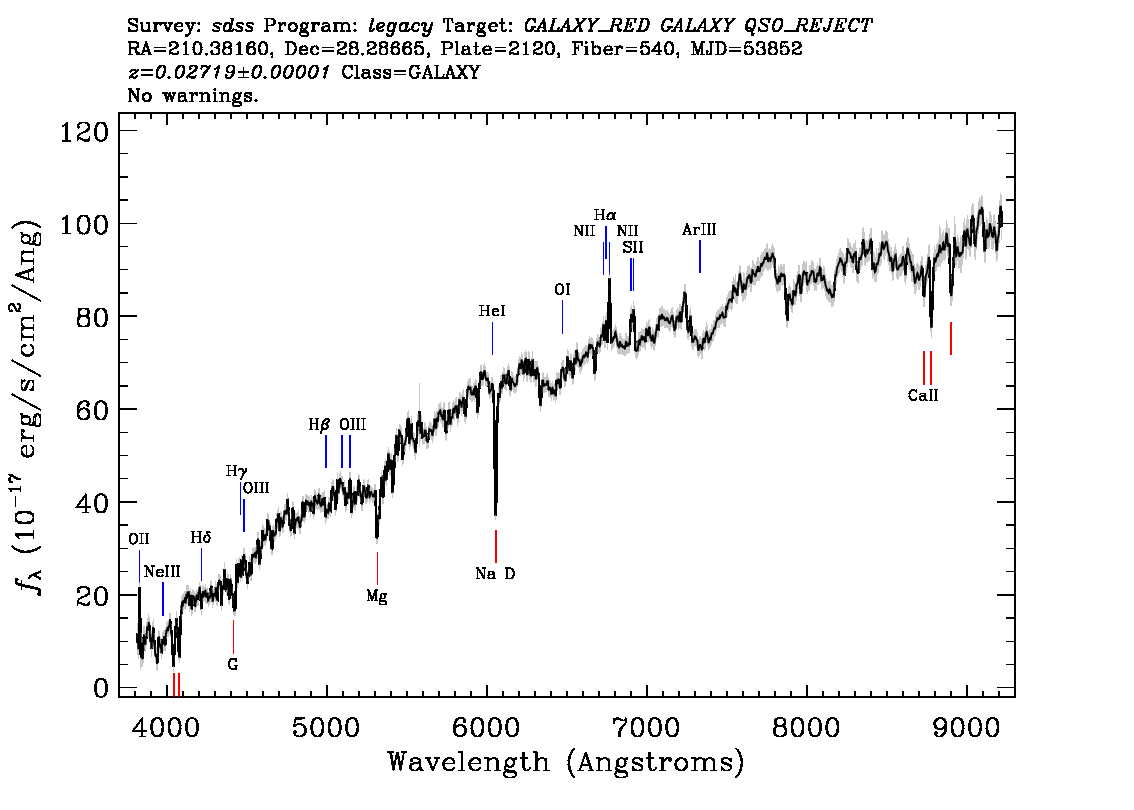 Survey: sdss Program: legacy Target: GALAXY_RED GALAXY QSO_REJECT
RA=210.38160, Dec=28.28665, Plate=2120, Fiber=540, MJD=53852
z=0.02719±0.00001 Class=GALAXY
No warnings.
120
100
80
60
40
20
0
f_λ (10^−17 erg/s/cm^2/Ang)
Hα
NII NII
SII
ArIII
OI
HeI
Hβ OIII
Hγ
OIII
OII
Hδ
NeIII
CaII
Na D
Mg
G
4000 5000 6000 7000 8000 9000
Wavelength (Angstroms)